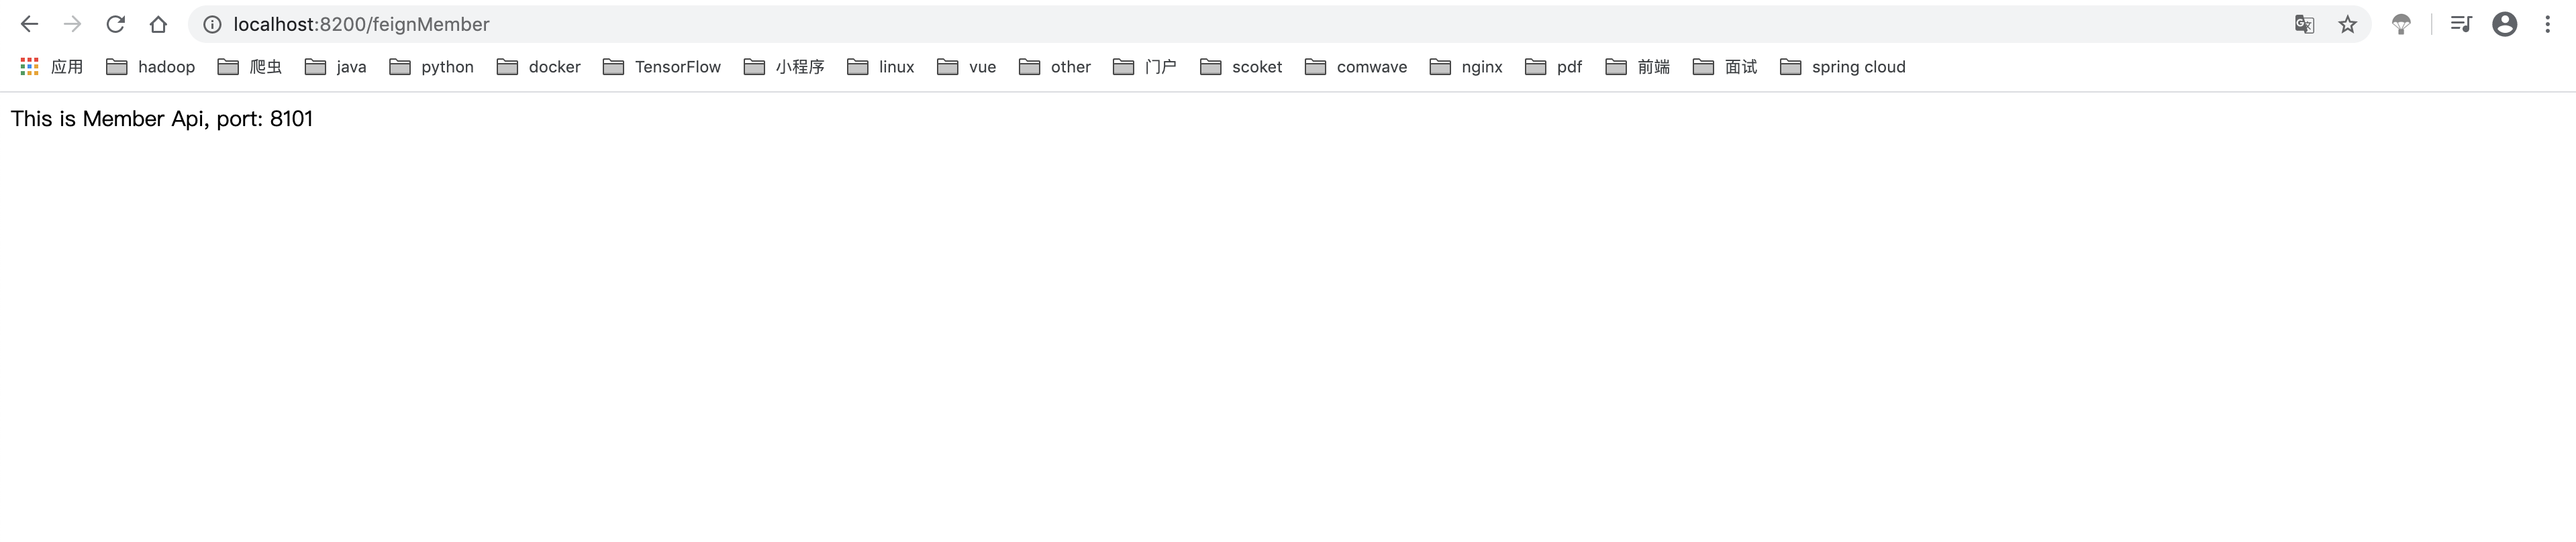 localhost:8200/feignMember
应用 hadoop 爬虫 java python docker TensorFlow 小程序 linux vue other 门户 scoket comwave nginx pdf 前端 面试 spring cloud
This is Member Api, port: 8101